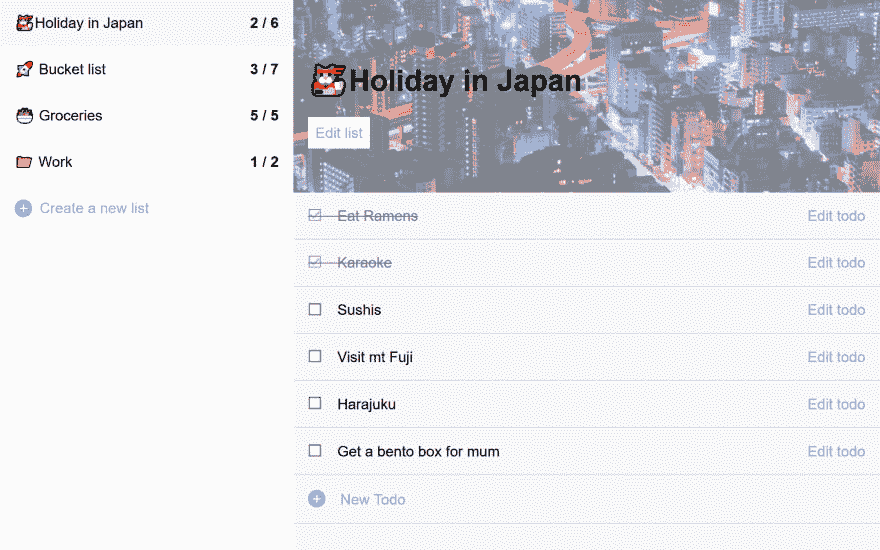 Holiday in Japan 2 / 6
Bucket list 3 / 7
Groceries 5 / 5
Work 1 / 2
Create a new list
Holiday in Japan
Edit list
Eat Ramens Edit todo
Karaoke Edit todo
Sushis Edit todo
Visit mt Fuji Edit todo
Harajuku Edit todo
Get a bento box for mum Edit todo
New Todo